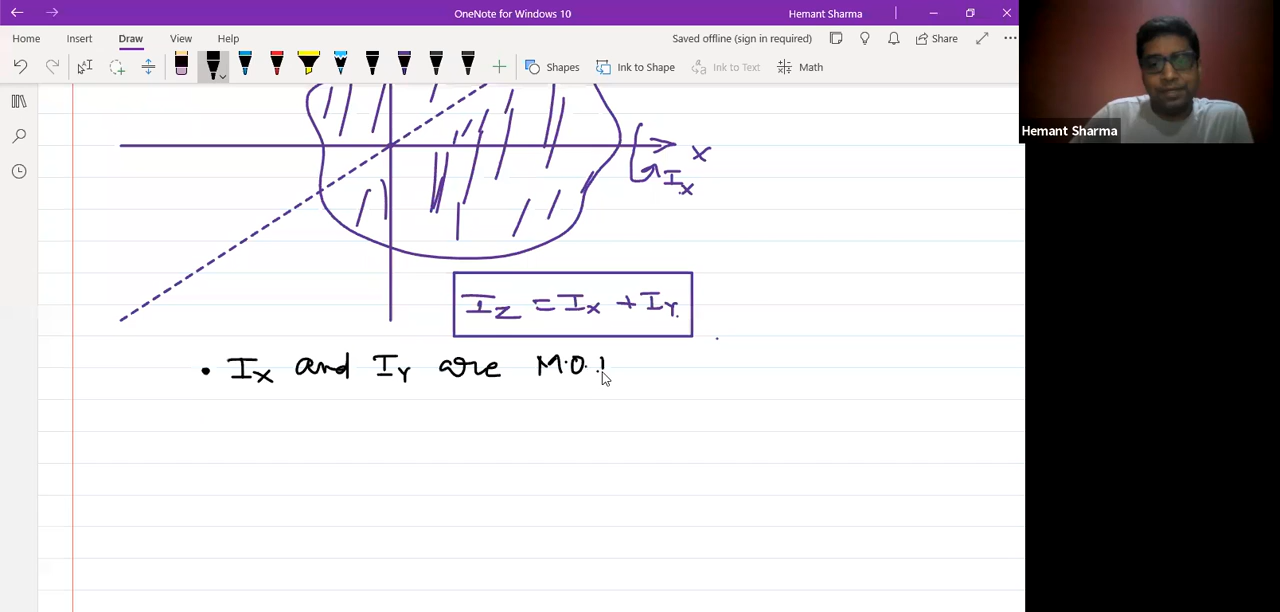 OneNote for Windows 10
Hemant Sharma
Home Insert Draw View Help
Saved offline (sign in required)
Share
Shapes
Ink to Shape
Ink to Text
Math
Hemant Sharma
X
IX
IZ = IX + IY
• IX and IY are M.O.I